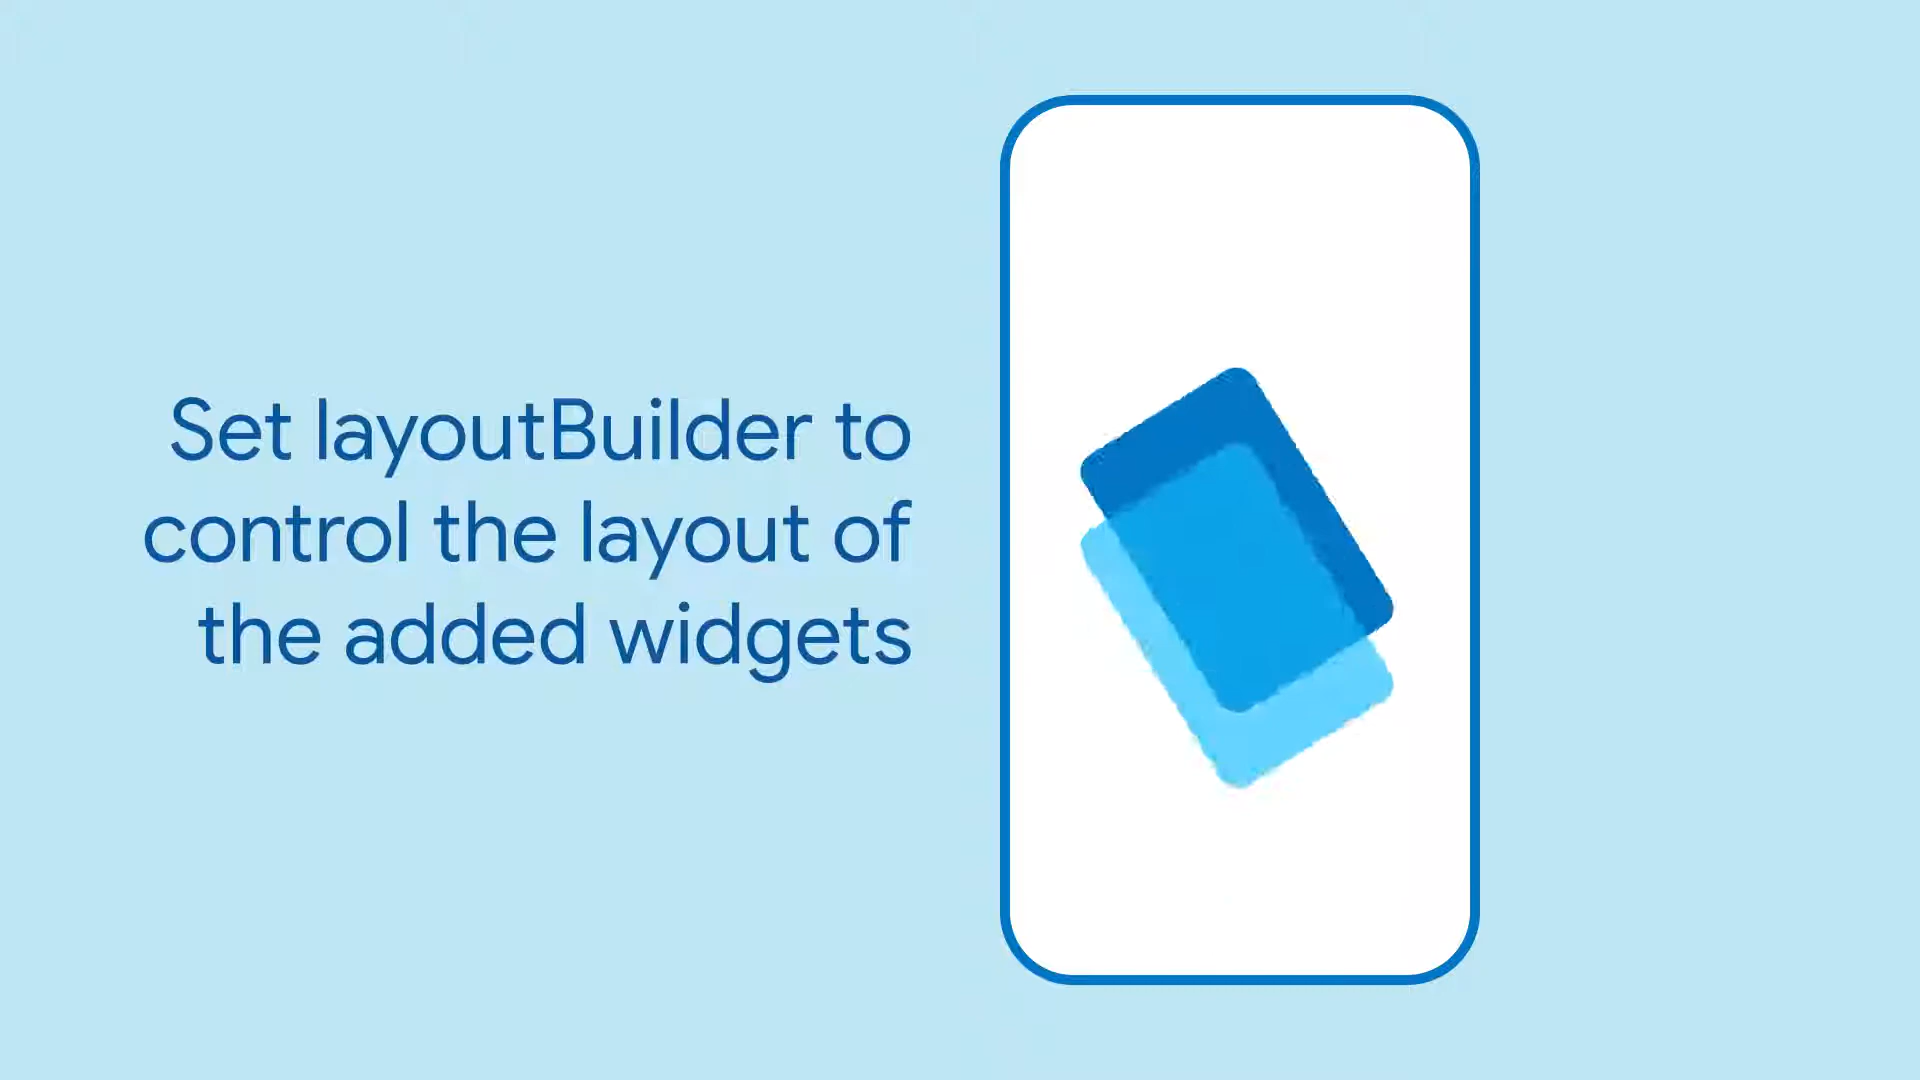 Set layoutBuilder to
control the layout of
the added widgets